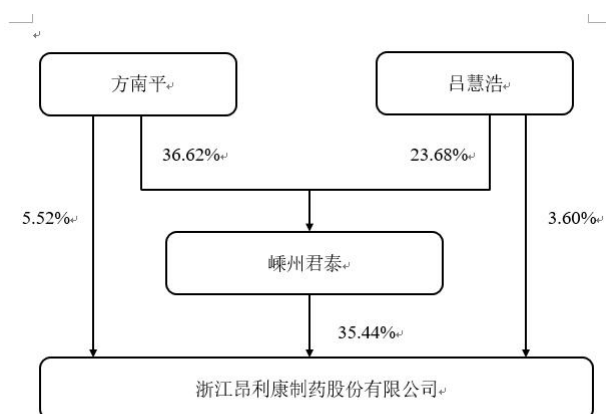 方南平
吕慧浩
36.62%
23.68%
5.52%
3.60%
嵊州君泰
35.44%
浙江昂利康制药股份有限公司